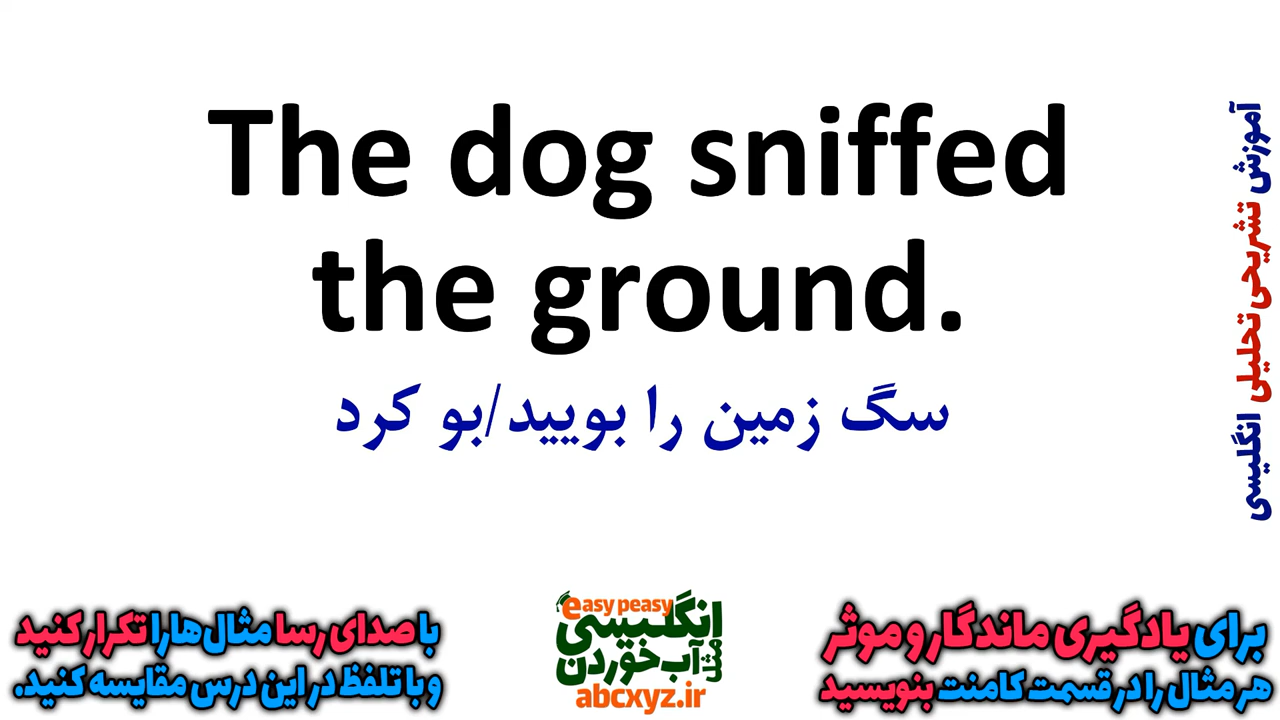 The dog sniffed
the ground.
سگ زمین را بویید/بو کرد
آموزش تشریحی تحلیلی انگلیسی
با صدای رسا مثال‌ها را تکرار کنید
و با تلفظ در این درس مقایسه کنید.
easy peasy
انگلیسی
مثل
آب خوردن
abcxyz.ir
برای یادگیری ماندگار و موثر
هر مثال را در قسمت کامنت بنویسید